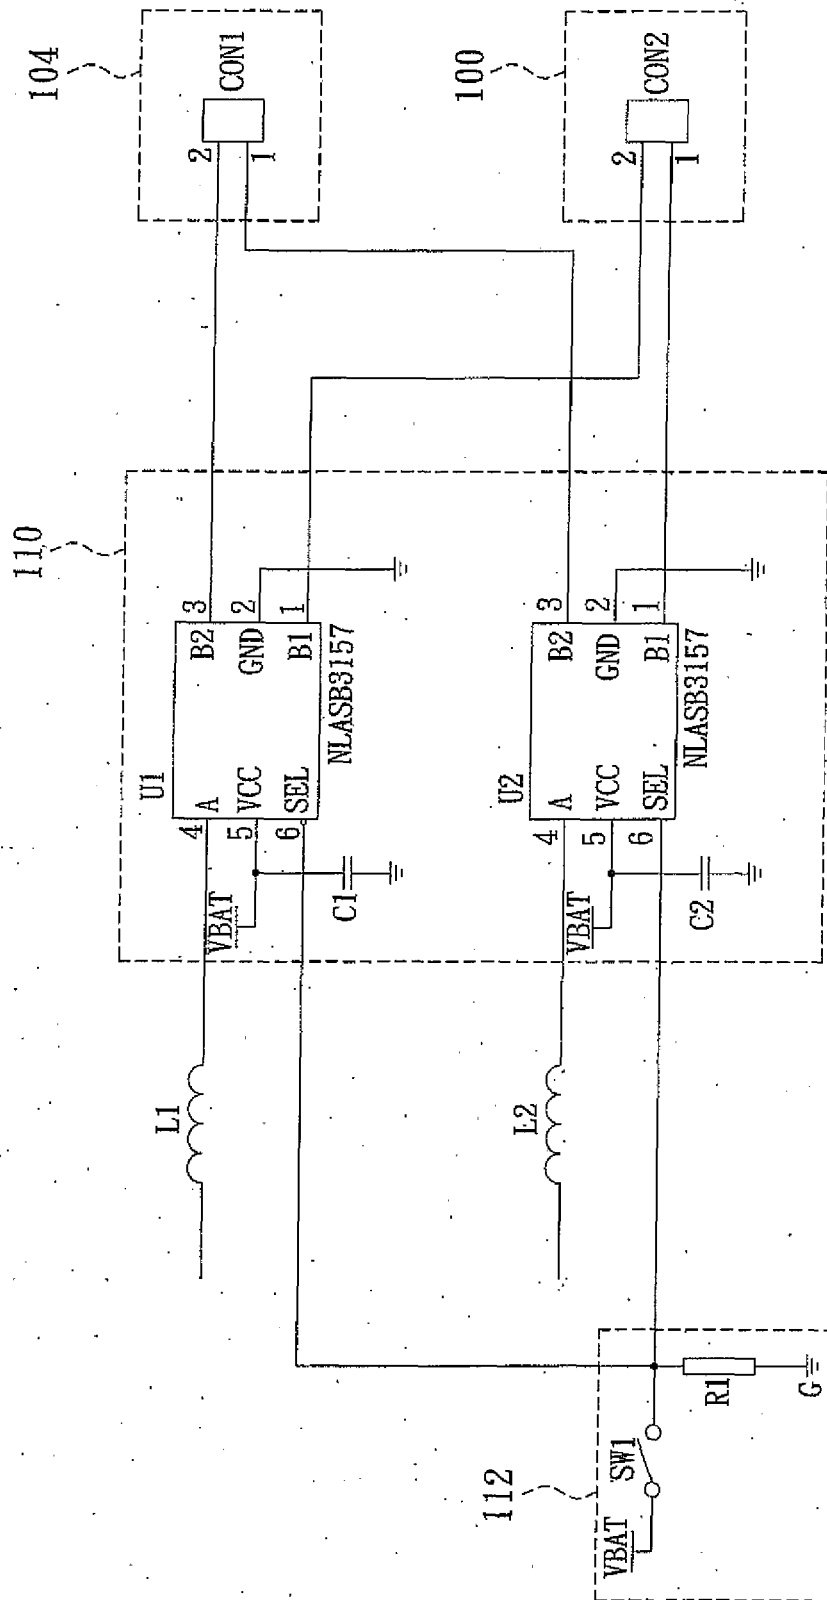 104
CON1
2
1
100
CON2
2
1
110
U1
B2 3
GND 2
B1 1
A 4
VCC 5
SEL 6
NLASB3157
VBAT
C1
U2
B2 3
GND 2
B1 1
A 4
VCC 5
SEL 6
NLASB3157
VBAT
C2
L1
L2
112
VBAT
SW1
R1
G